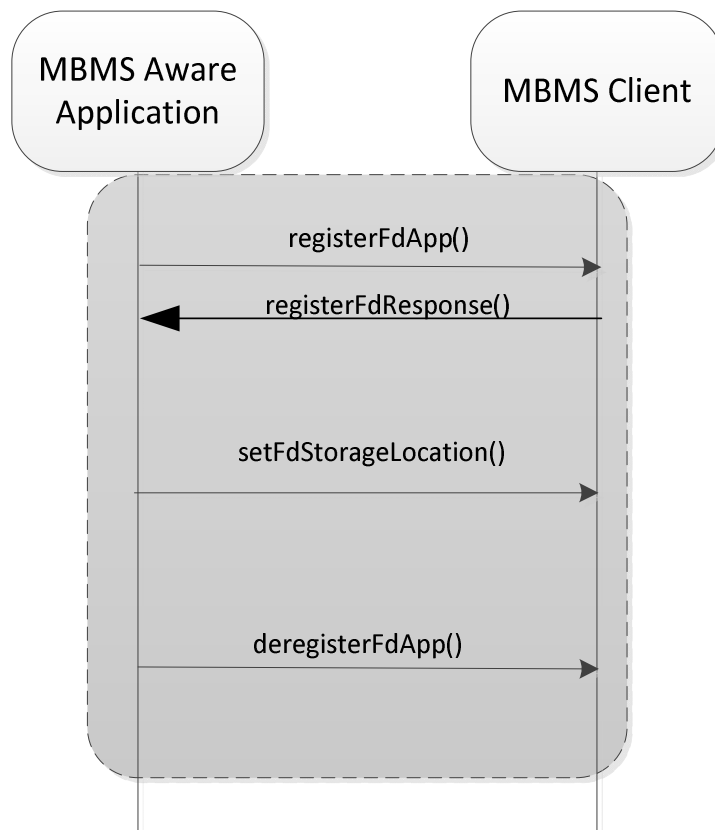 MBMS Aware
Application
MBMS Client
registerFdApp()
registerFdResponse()
setFdStorageLocation()
deregisterFdApp()